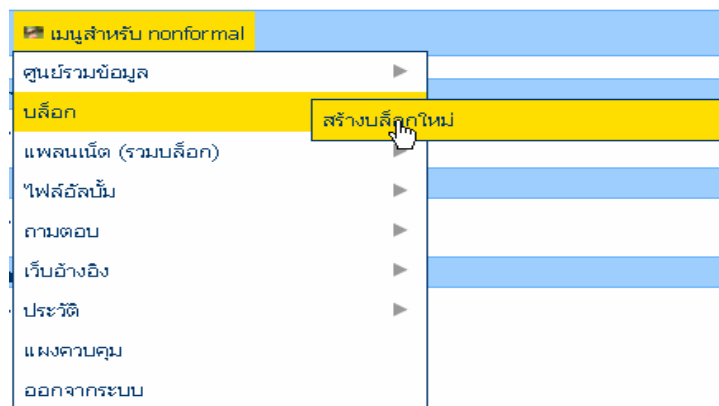 เมนูสำหรับ nonformal
ศูนย์รวมข้อมูล
บล็อก
สร้างบล็อกใหม่
แพลนเน็ต (รวมบล็อก)
ไฟล์อัลบั้ม
ถามตอบ
เว็บอ้างอิง
ประวัติ
แผงควบคุม
ออกจากระบบ